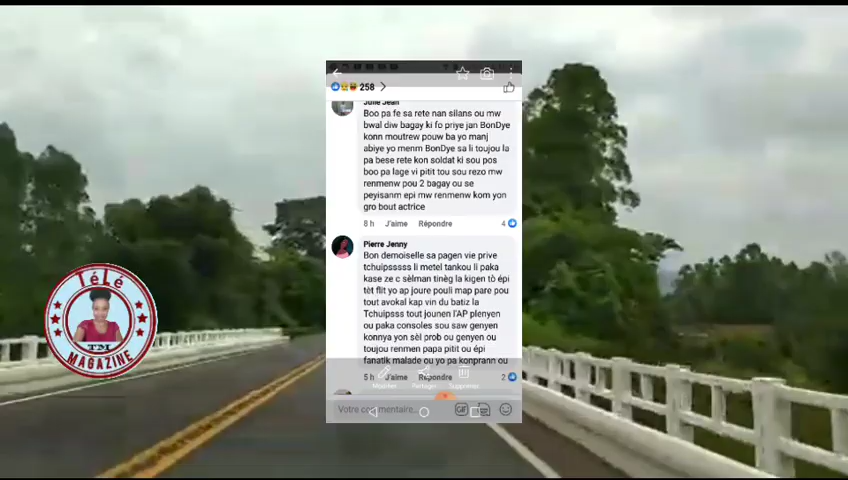 258
Julie Jean
Boo pa fe sa rete nan silans ou mw
bwal diw bagay ki fo priye jan BonDye
konn moutrew pouw ba yo manj
abiye yo menm BonDye sa li toujou la
pa bese rete kon soldat ki sou pos
boo pa lage vi pitit tou sou rezo mw
renmenw pou 2 bagay ou se
peyisanm epi mw renmenw kom yon
gro bout actrice
8 h J'aime Répondre 4
Pierre Jenny
Bon demoiselle sa pagen vie prive
tchuipsssss li metel tankou li paka
kase ze c sèlman tinèg la kigen tò épi
tèt flit yo ap joure pouli map pare pou
tout avokal kap vin du batiz la
Tchuipsss tout jounen l'AP plenyen
ou paka consoles sou saw genyen
konnya yon sèl prob ou genyen ou
toujou renmen papa pitit ou épi
fanatik malade ou yo pa konprann ou
5 h J'aime Répondre 2
Modifier Partager Supprimer
Votre commentaire... GIF
TéLé
TM
MAGAZINE